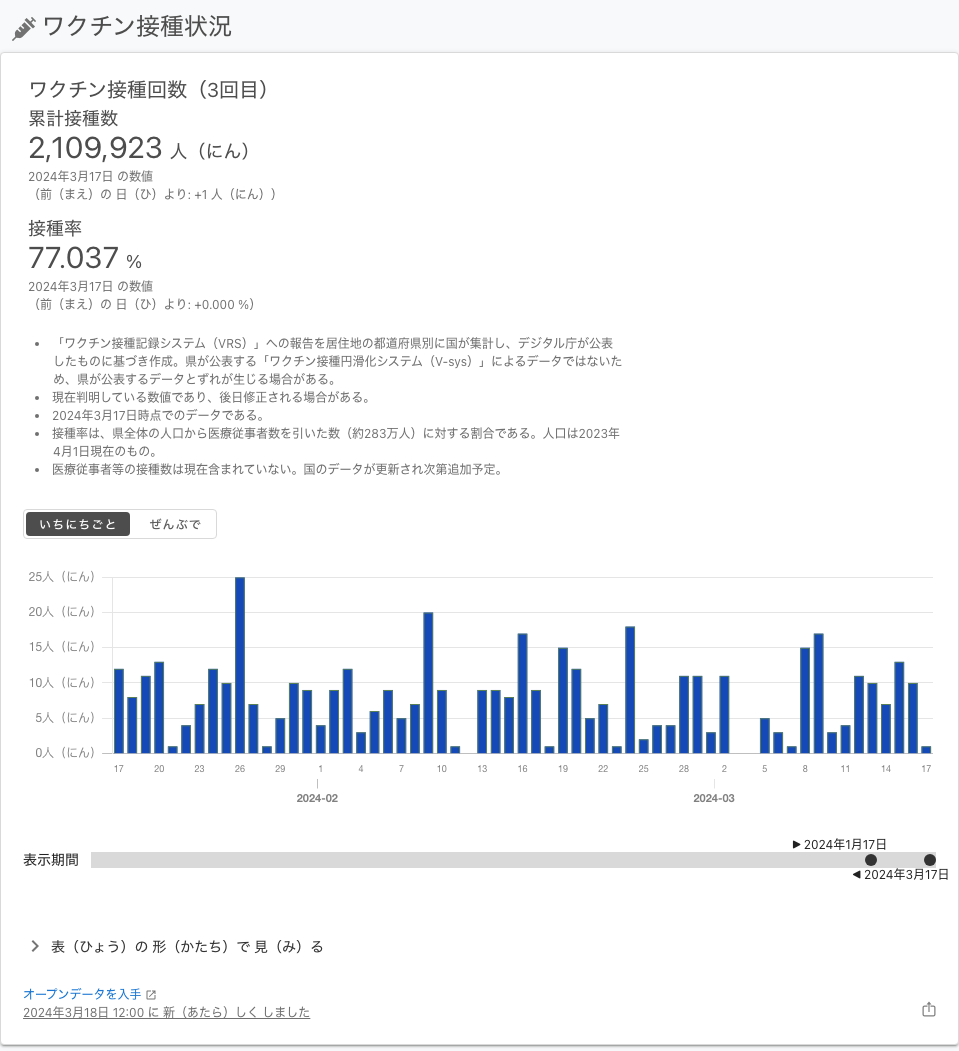 ワクチン接種状況
ワクチン接種回数（3回目）
累計接種数
2,109,923 人（にん）
2024年3月17日 の数値
（前（まえ）の 日（ひ）より: +1 人（にん））
接種率
77.037 %
2024年3月17日 の数値
（前（まえ）の 日（ひ）より: +0.000 %）
• 「ワクチン接種記録システム（VRS）」への報告を居住地の都道府県別に国が集計し、デジタル庁が公表
したものに基づき作成。県が公表する「ワクチン接種円滑化システム（V-sys）」によるデータではないた
め、県が公表するデータとずれが生じる場合がある。
• 現在判明している数値であり、後日修正される場合がある。
• 2024年3月17日時点でのデータである。
• 接種率は、県全体の人口から医療従事者数を引いた数（約283万人）に対する割合である。人口は2023年
4月1日現在のもの。
• 医療従事者等の接種数は現在含まれていない。国のデータが更新され次第追加予定。
いちにちごと ぜんぶで
25人（にん）
20人（にん）
15人（にん）
10人（にん）
5人（にん）
0人（にん）
17 20 23 26 29 1 4 7 10 13 16 19 22 25 28 2 5 8 11 14 17
2024-02 2024-03
2024年1月17日
表示期間
2024年3月17日
表（ひょう）の 形（かたち）で 見（み）る
オープンデータを入手
2024年3月18日 12:00 に 新（あたら）しく しました